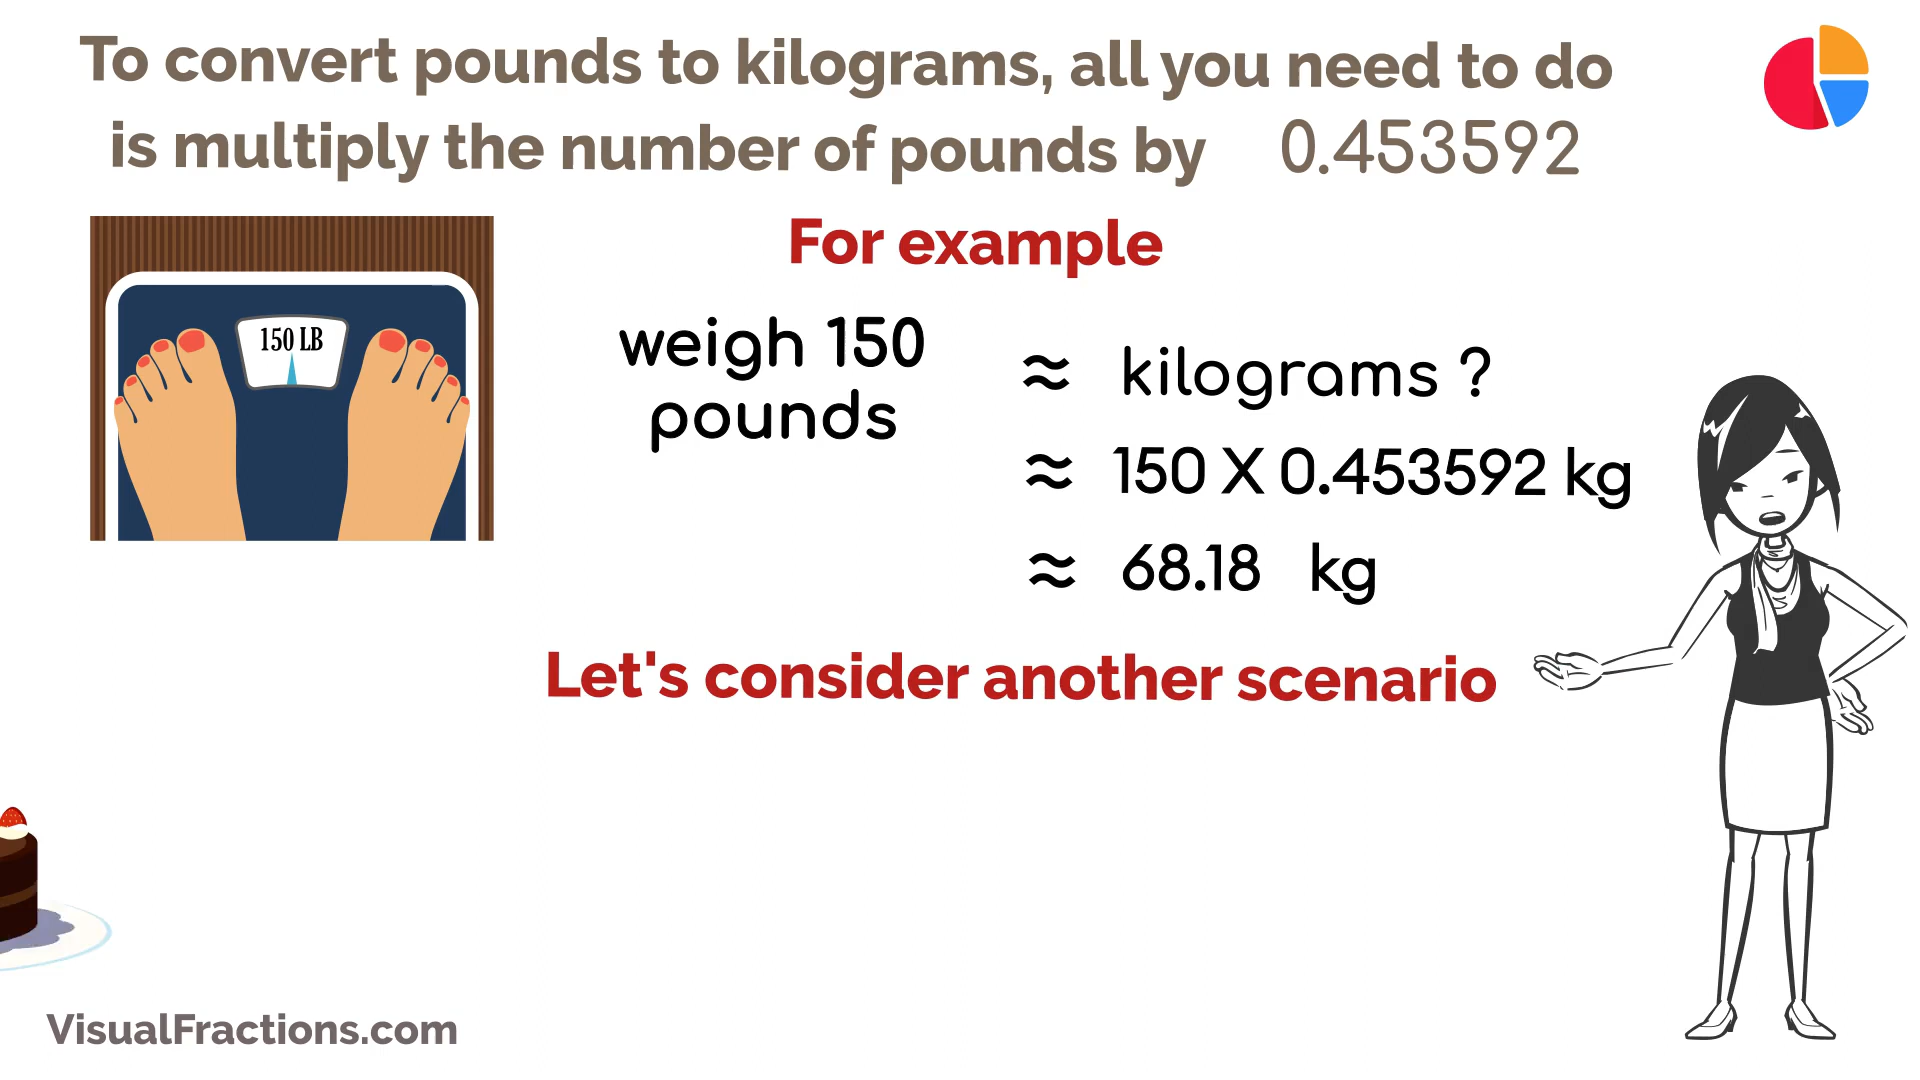 To convert pounds to kilograms, all you need to do
is multiply the number of pounds by 0.453592
For example
150 LB
weigh 150
pounds
≈ kilograms ?
≈ 150 X 0.453592 kg
≈ 68.18 kg
Let's consider another scenario
VisualFractions.com